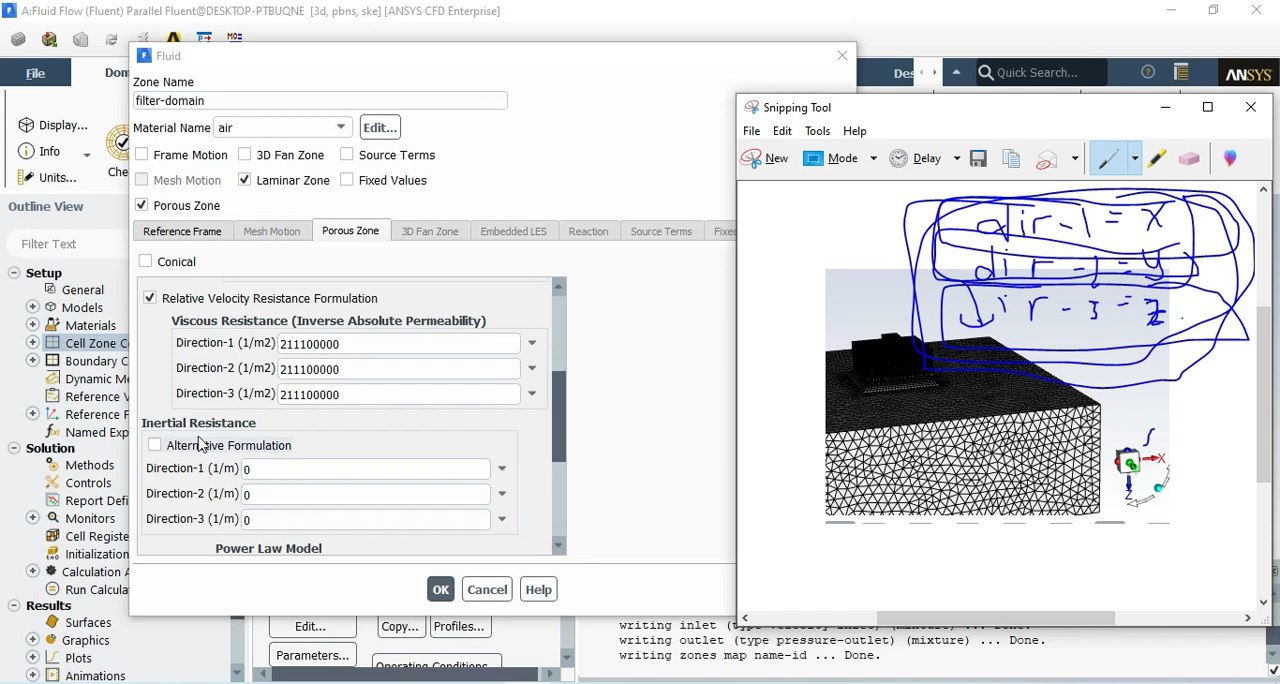 A:Fluid Flow (Fluent) Parallel Fluent@DESKTOP-PTBUQNE [3d, pbns, ske] [ANSYS CFD Enterprise]
File
Dom
Des
Quick Search...
ANSYS
Display...
Info
Units...
Che
Outline View
Filter Text
Setup
General
Models
Materials
Cell Zone C
Boundary C
Dynamic Me
Reference V
Reference F
Named Exp
Solution
Methods
Controls
Report Defi
Monitors
Cell Registe
Initialization
Calculation A
Run Calcula
Results
Surfaces
Graphics
Plots
Animations
Fluid
Zone Name
filter-domain
Material Name air Edit...
Frame Motion 3D Fan Zone Source Terms
Mesh Motion Laminar Zone Fixed Values
Porous Zone
Reference Frame Mesh Motion Porous Zone 3D Fan Zone Embedded LES Reaction Source Terms Fixed
Conical
Relative Velocity Resistance Formulation
Viscous Resistance (Inverse Absolute Permeability)
Direction-1 (1/m2) 211100000
Direction-2 (1/m2) 211100000
Direction-3 (1/m2) 211100000
Inertial Resistance
Alternative Formulation
Direction-1 (1/m) 0
Direction-2 (1/m) 0
Direction-3 (1/m) 0
Power Law Model
OK Cancel Help
Edit... Copy... Profiles...
Parameters... Operating Conditions...
writing outlet (type pressure-outlet) (mixture) ... Done.
writing zones map name-id ... Done.
Snipping Tool
File Edit Tools Help
New Mode Delay
dir-1 = X
dir-3 = z
X
Z